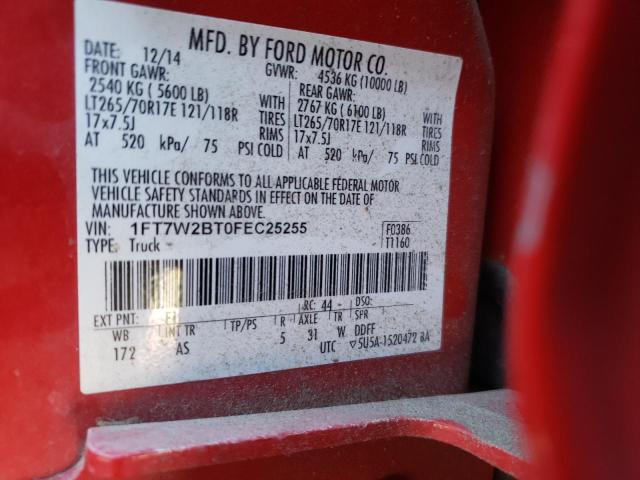 MFD. BY FORD MOTOR CO.
DATE: 12/14 GVWR: 4536 KG (10000 LB)
FRONT GAWR: REAR GAWR:
2540 KG (5600 LB) WITH 2767 KG (6100 LB) WITH
LT265/70R17E 121/118R TIRES LT265/70R17E 121/118R TIRES
17x7.5J RIMS 17x7.5J RIMS
AT 520 kPa/ 75 PSI COLD AT 520 kPa/ 75 PSI COLD
THIS VEHICLE CONFORMS TO ALL APPLICABLE FEDERAL MOTOR
VEHICLE SAFETY STANDARDS IN EFFECT ON THE DATE OF
MANUFACTURE SHOWN ABOVE.
VIN: 1FT7W2BT0FEC25255 F0386
TYPE: Truck T1160
RC: 44 DSO:
EXT PNT:
WB INT TR TP/PS R AXLE TR SPR
172 AS 5 31 W DDFF
UTC ▽5U5A-1520472 BA